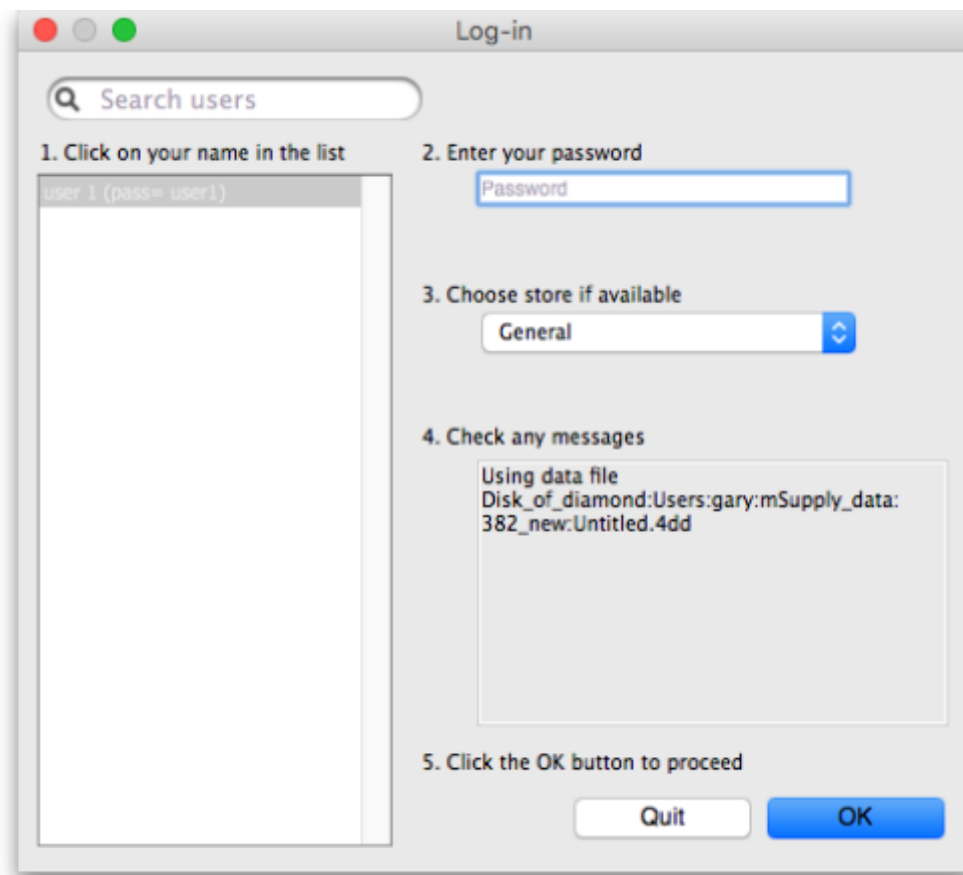 Log-in
Search users
1. Click on your name in the list
user 1 (pass= user1)
2. Enter your password
Password
3. Choose store if available
General
4. Check any messages
Using data file
Disk_of_diamond:Users:gary:mSupply_data:
382_new:Untitled.4dd
5. Click the OK button to proceed
Quit
OK